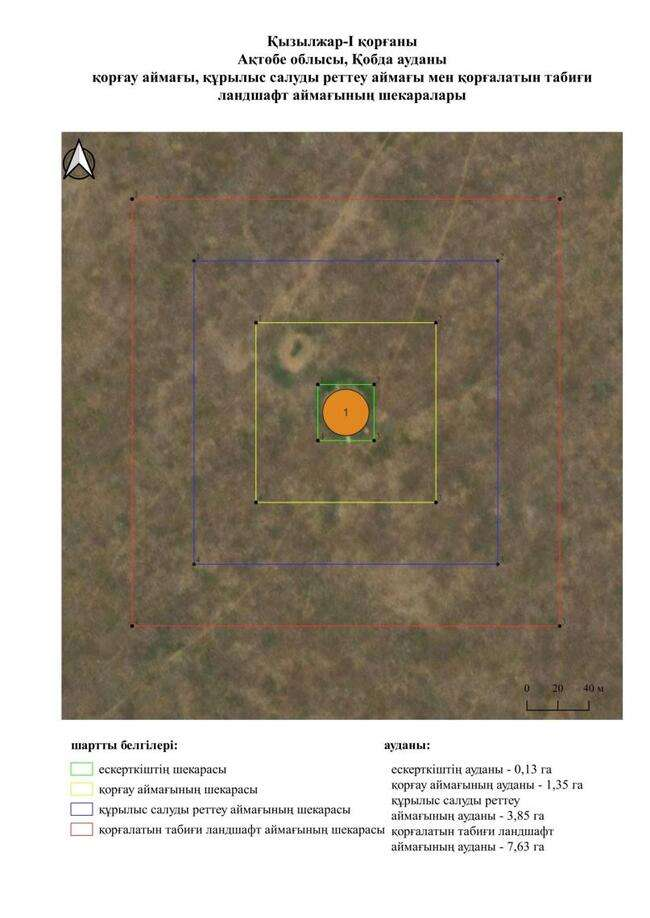 Қызылжар-I қорғаны
Ақтөбе облысы, Қобда ауданы
қорғау аймағы, құрылыс салуды реттеу аймағы мен қорғалатын табиғи
ландшафт аймағының шекаралары
1
0 20 40 м
шартты белгілері:
ескерткіштің шекарасы
қорғау аймағының шекарасы
құрылыс салуды реттеу аймағының шекарасы
қорғалатын табиғи ландшафт аймағының шекарасы
ауданы:
ескерткіштің ауданы - 0,13 га
қорғау аймағының ауданы - 1,35 га
құрылыс салуды реттеу
аймағының ауданы - 3,85 га
қорғалатын табиғи ландшафт
аймағының ауданы - 7,63 га